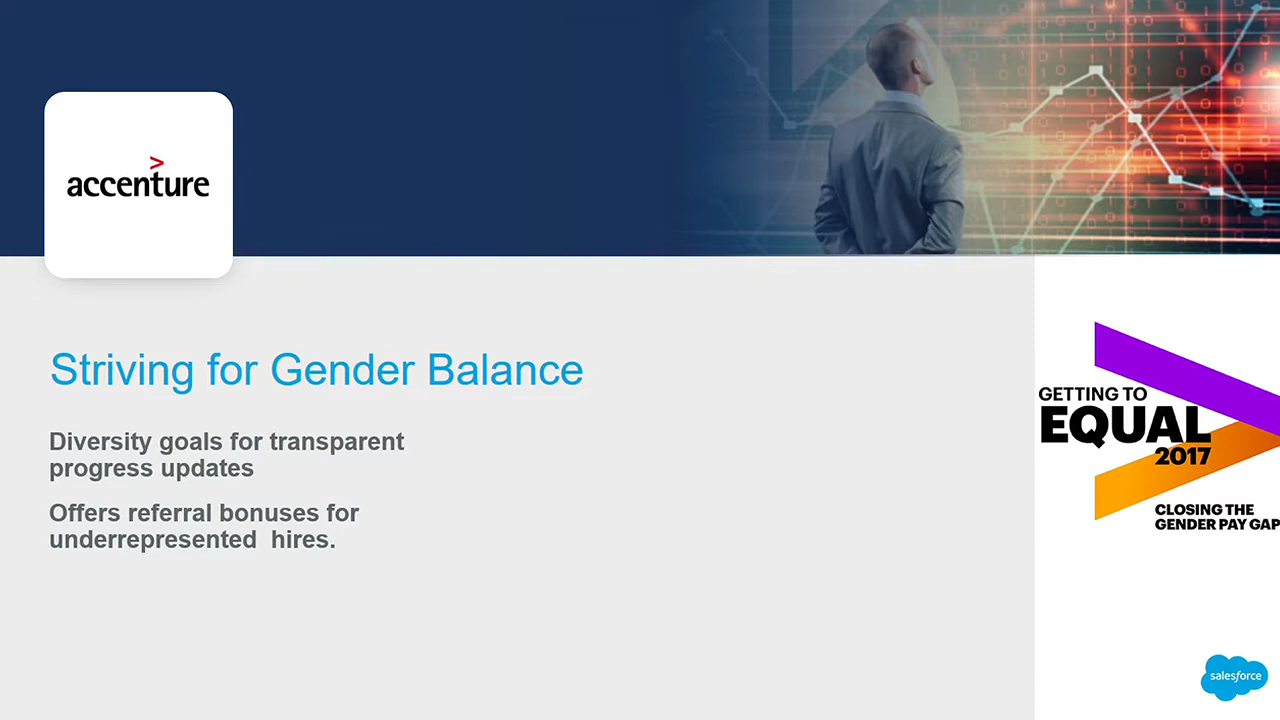 accenture
Striving for Gender Balance
Diversity goals for transparent
progress updates
Offers referral bonuses for
underrepresented  hires.
GETTING TO
EQUAL
2017
CLOSING THE
GENDER PAY GAP
salesforce